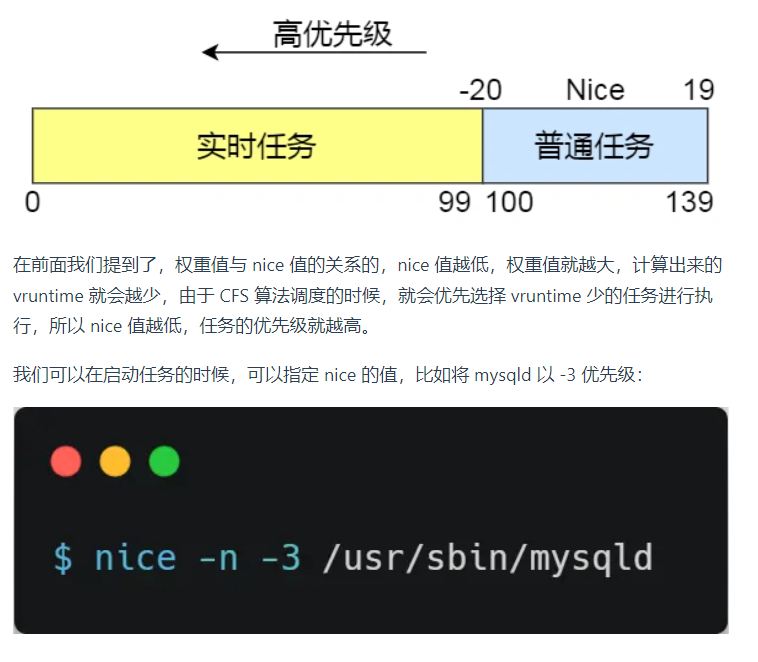 高优先级
-20 Nice 19
实时任务 普通任务
0 99 100 139
在前面我们提到了，权重值与 nice 值的关系的，nice 值越低，权重值就越大，计算出来的
vruntime 就会越少，由于 CFS 算法调度的时候，就会优先选择 vruntime 少的任务进行执
行，所以 nice 值越低，任务的优先级就越高。
我们可以在启动任务的时候，可以指定 nice 的值，比如将 mysqld 以 -3 优先级：
$ nice -n -3 /usr/sbin/mysqld